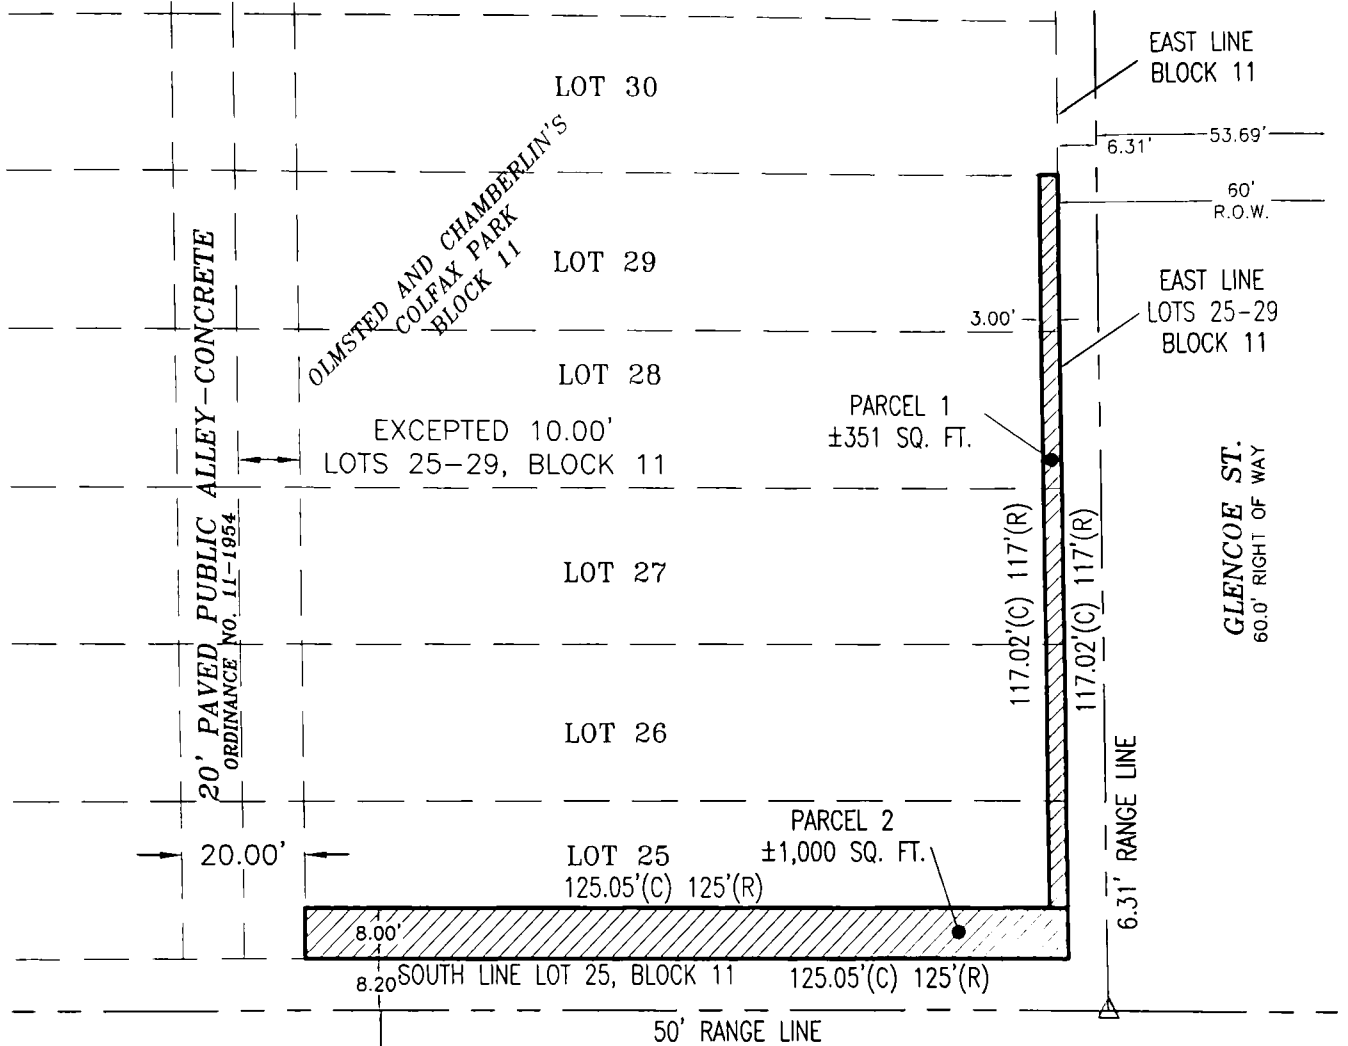 EAST LINE
BLOCK 11
LOT 30
53.69'
6.31'
60'
R.O.W.
OLMSTED AND CHAMBERLIN'S
COLFAX PARK
BLOCK 11
LOT 29
EAST LINE
LOTS 25-29
BLOCK 11
3.00'
LOT 28
PARCEL 1
±351 SQ. FT.
EXCEPTED 10.00'
LOTS 25-29, BLOCK 11
20' PAVED PUBLIC ALLEY-CONCRETE
ORDINANCE NO. 11-1954
117.02'(C) 117'(R)
117.02'(C) 117'(R)
GLENCOE ST.
60.0' RIGHT OF WAY
LOT 27
LOT 26
6.31' RANGE LINE
PARCEL 2
±1,000 SQ. FT.
20.00'
LOT 25
125.05'(C) 125'(R)
8.00'
8.20
SOUTH LINE LOT 25, BLOCK 11
125.05'(C) 125'(R)
50' RANGE LINE